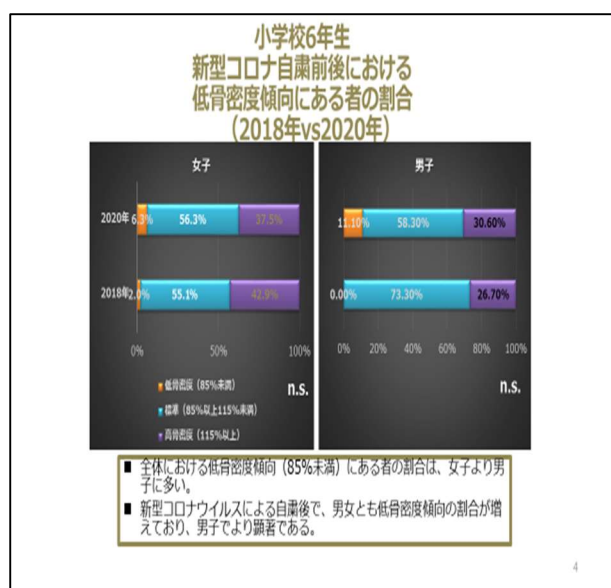 小学校6年生
新型コロナ自粛前後における
低骨密度傾向にある者の割合
（2018年vs2020年）
女子
2020年 6.3% 56.3% 37.5%
2018年 2.0% 55.1% 42.9%
0% 50% 100%
低骨密度（85%未満）
標準（85%以上115%未満）
高骨密度（115%以上）
n.s.
男子
11.10% 58.30% 30.60%
0.00% 73.30% 26.70%
0% 20% 40% 60% 80% 100%
n.s.
■ 全体における低骨密度傾向（85%未満）にある者の割合は、女子より男
子に多い。
■ 新型コロナウイルスによる自粛後で、男女とも低骨密度傾向の割合が増
えており、男子でより顕著である。
4